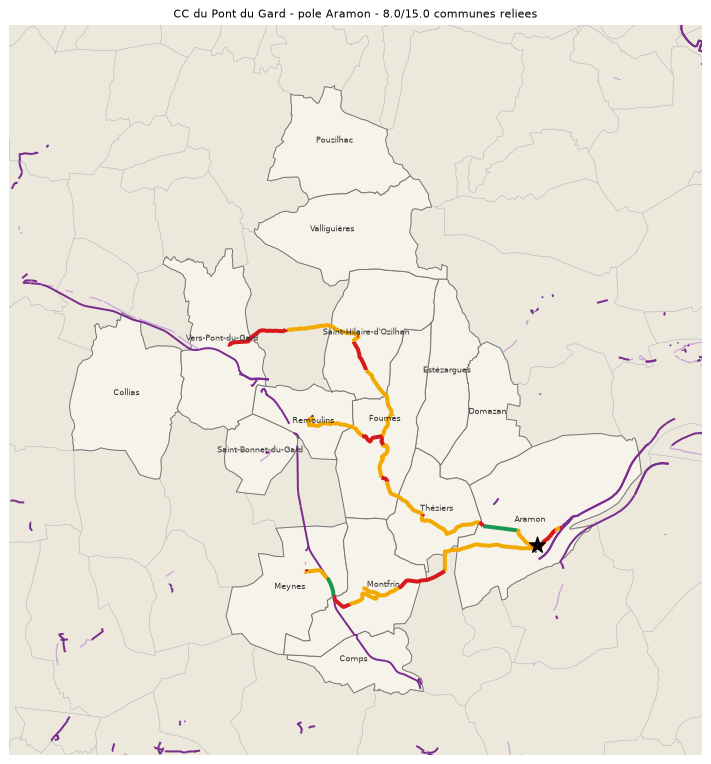 CC du Pont du Gard - pole Aramon - 8.0/15.0 communes reliees
Pouzilhac
Valliguières
Vers-Pont-du-Gard
Saint-Hilaire-d'Ozilhan
Estézargues
Collias
Domazan
Remoulins
Fournes
Saint-Bonnet-du-Gard
Théziers
Aramon
Meynes
Montfrin
Comps